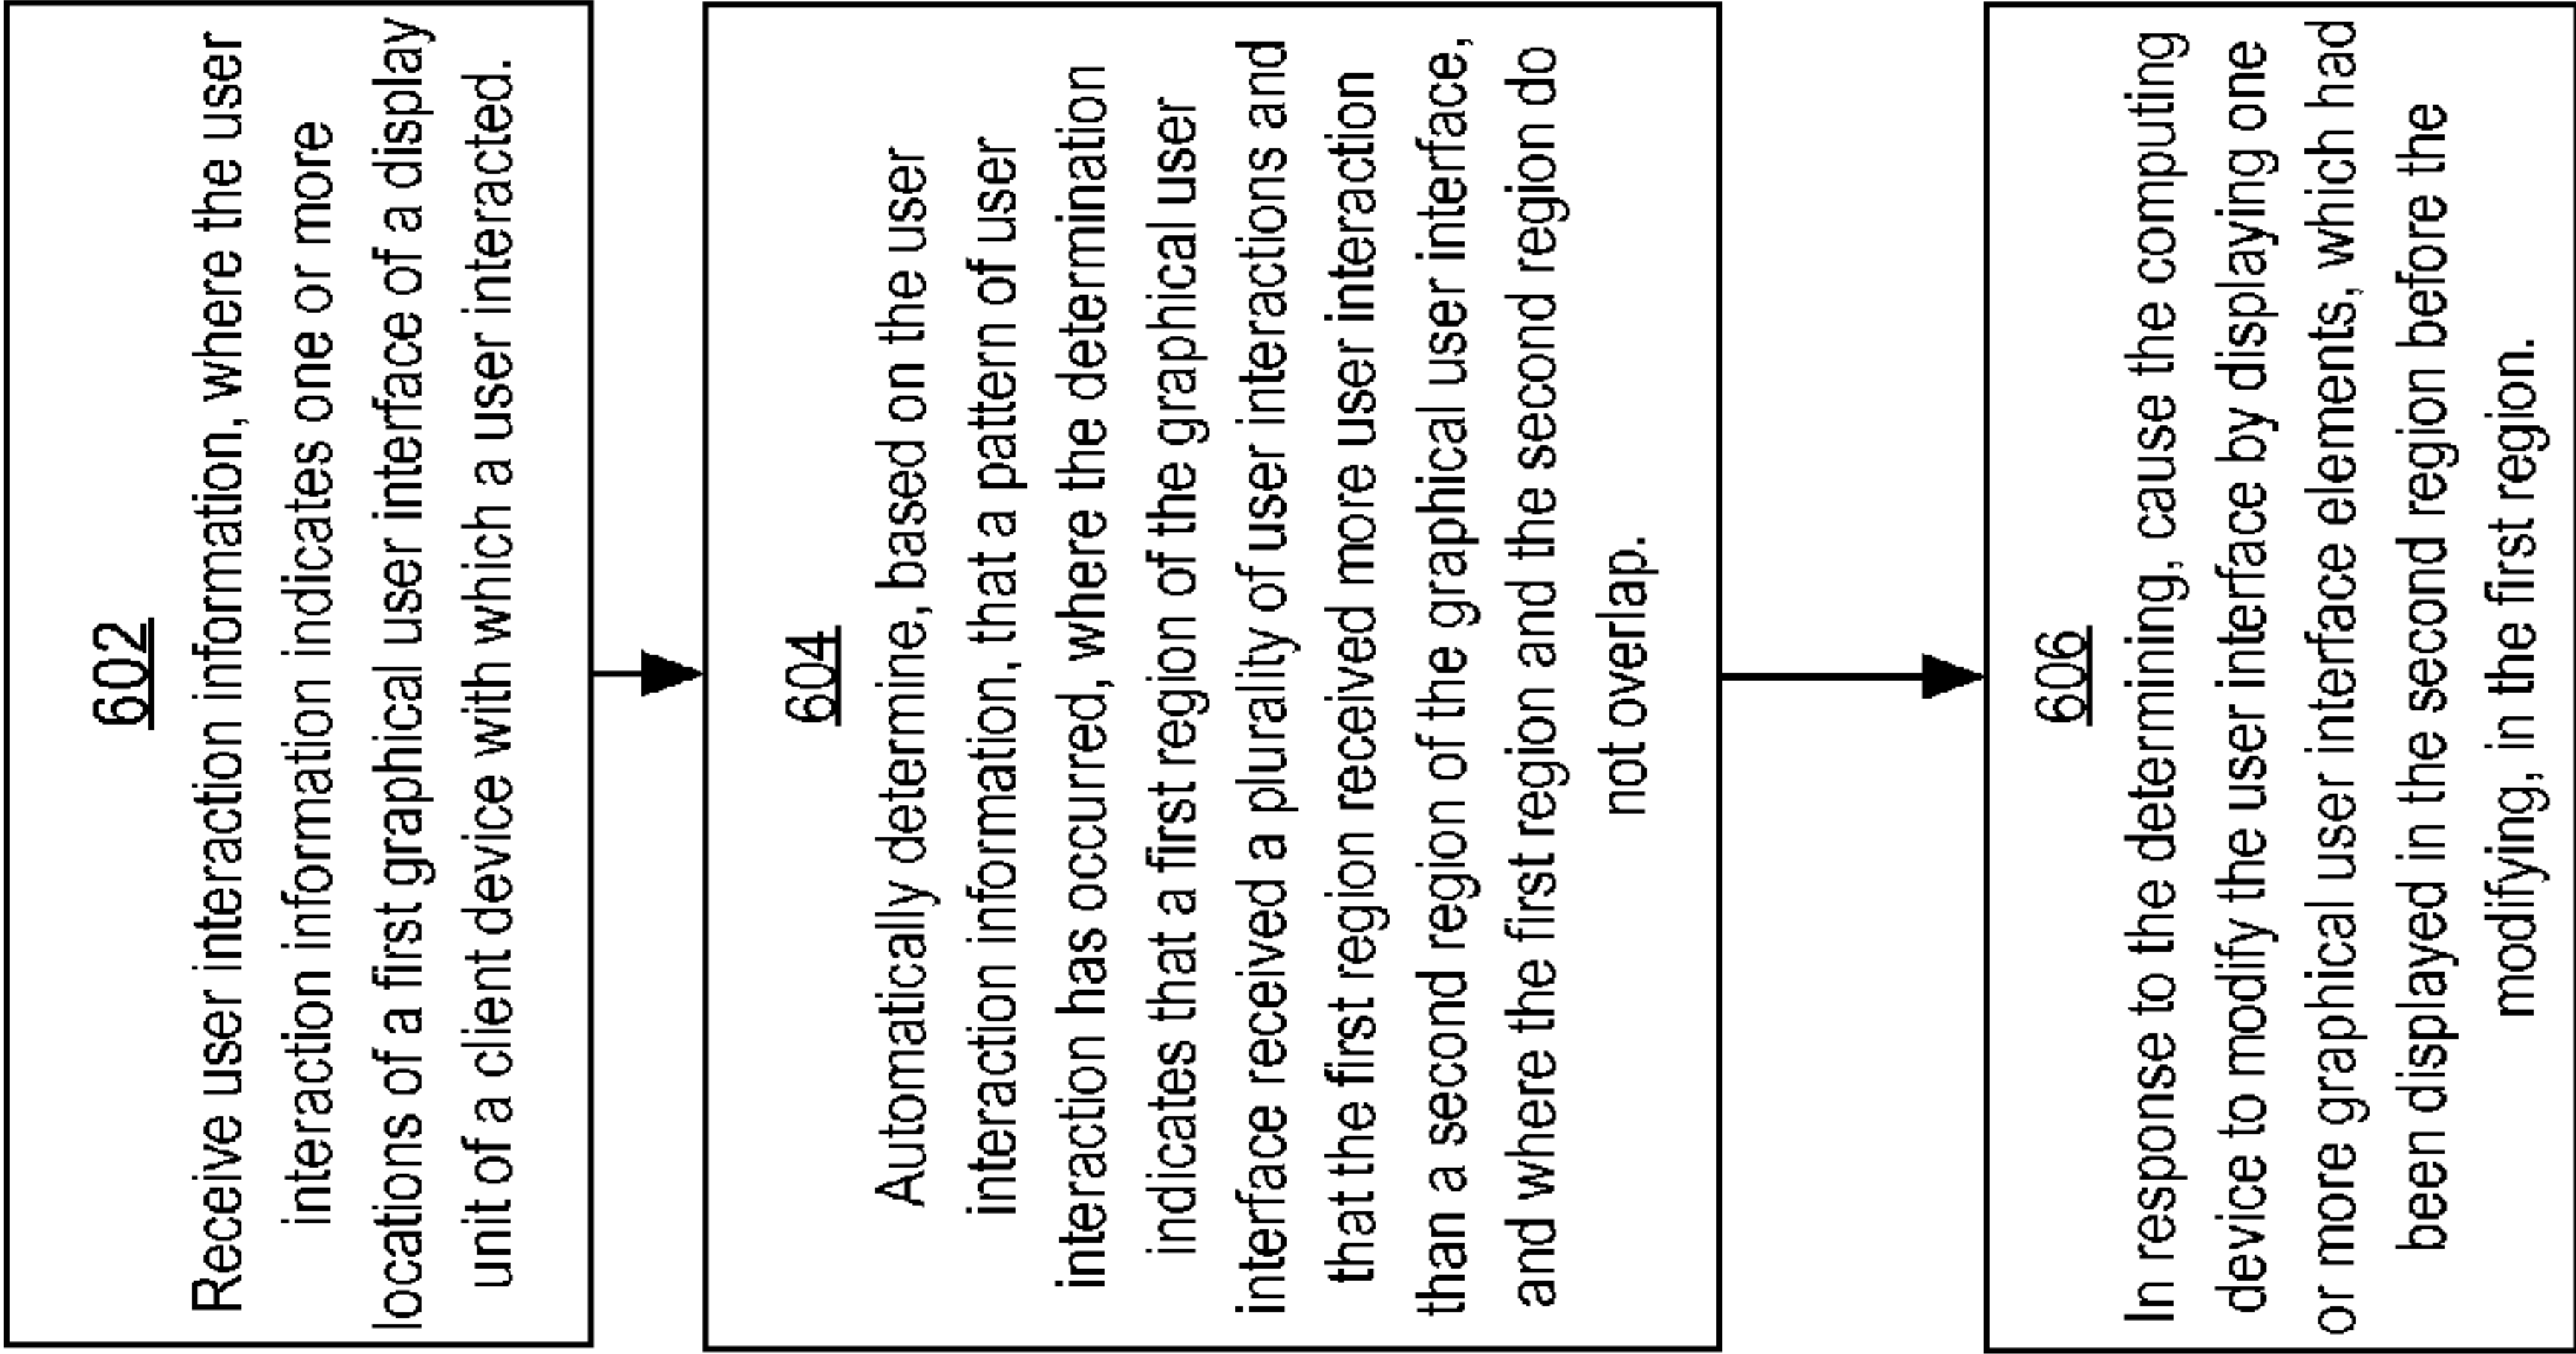 602
Receive user interaction information, where the user
interaction information indicates one or more
locations of a first graphical user interface of a display
unit of a client device with which a user interacted.
604
Automatically determine, based on the user
interaction information, that a pattern of user
interaction has occurred, where the determination
indicates that a first region of the graphical user
interface received a plurality of user interactions and
that the first region received more user interaction
than a second region of the graphical user interface,
and where the first region and the second region do
not overlap.
606
In response to the determining, cause the computing
device to modify the user interface by displaying one
or more graphical user interface elements, which had
been displayed in the second region before the
modifying, in the first region.